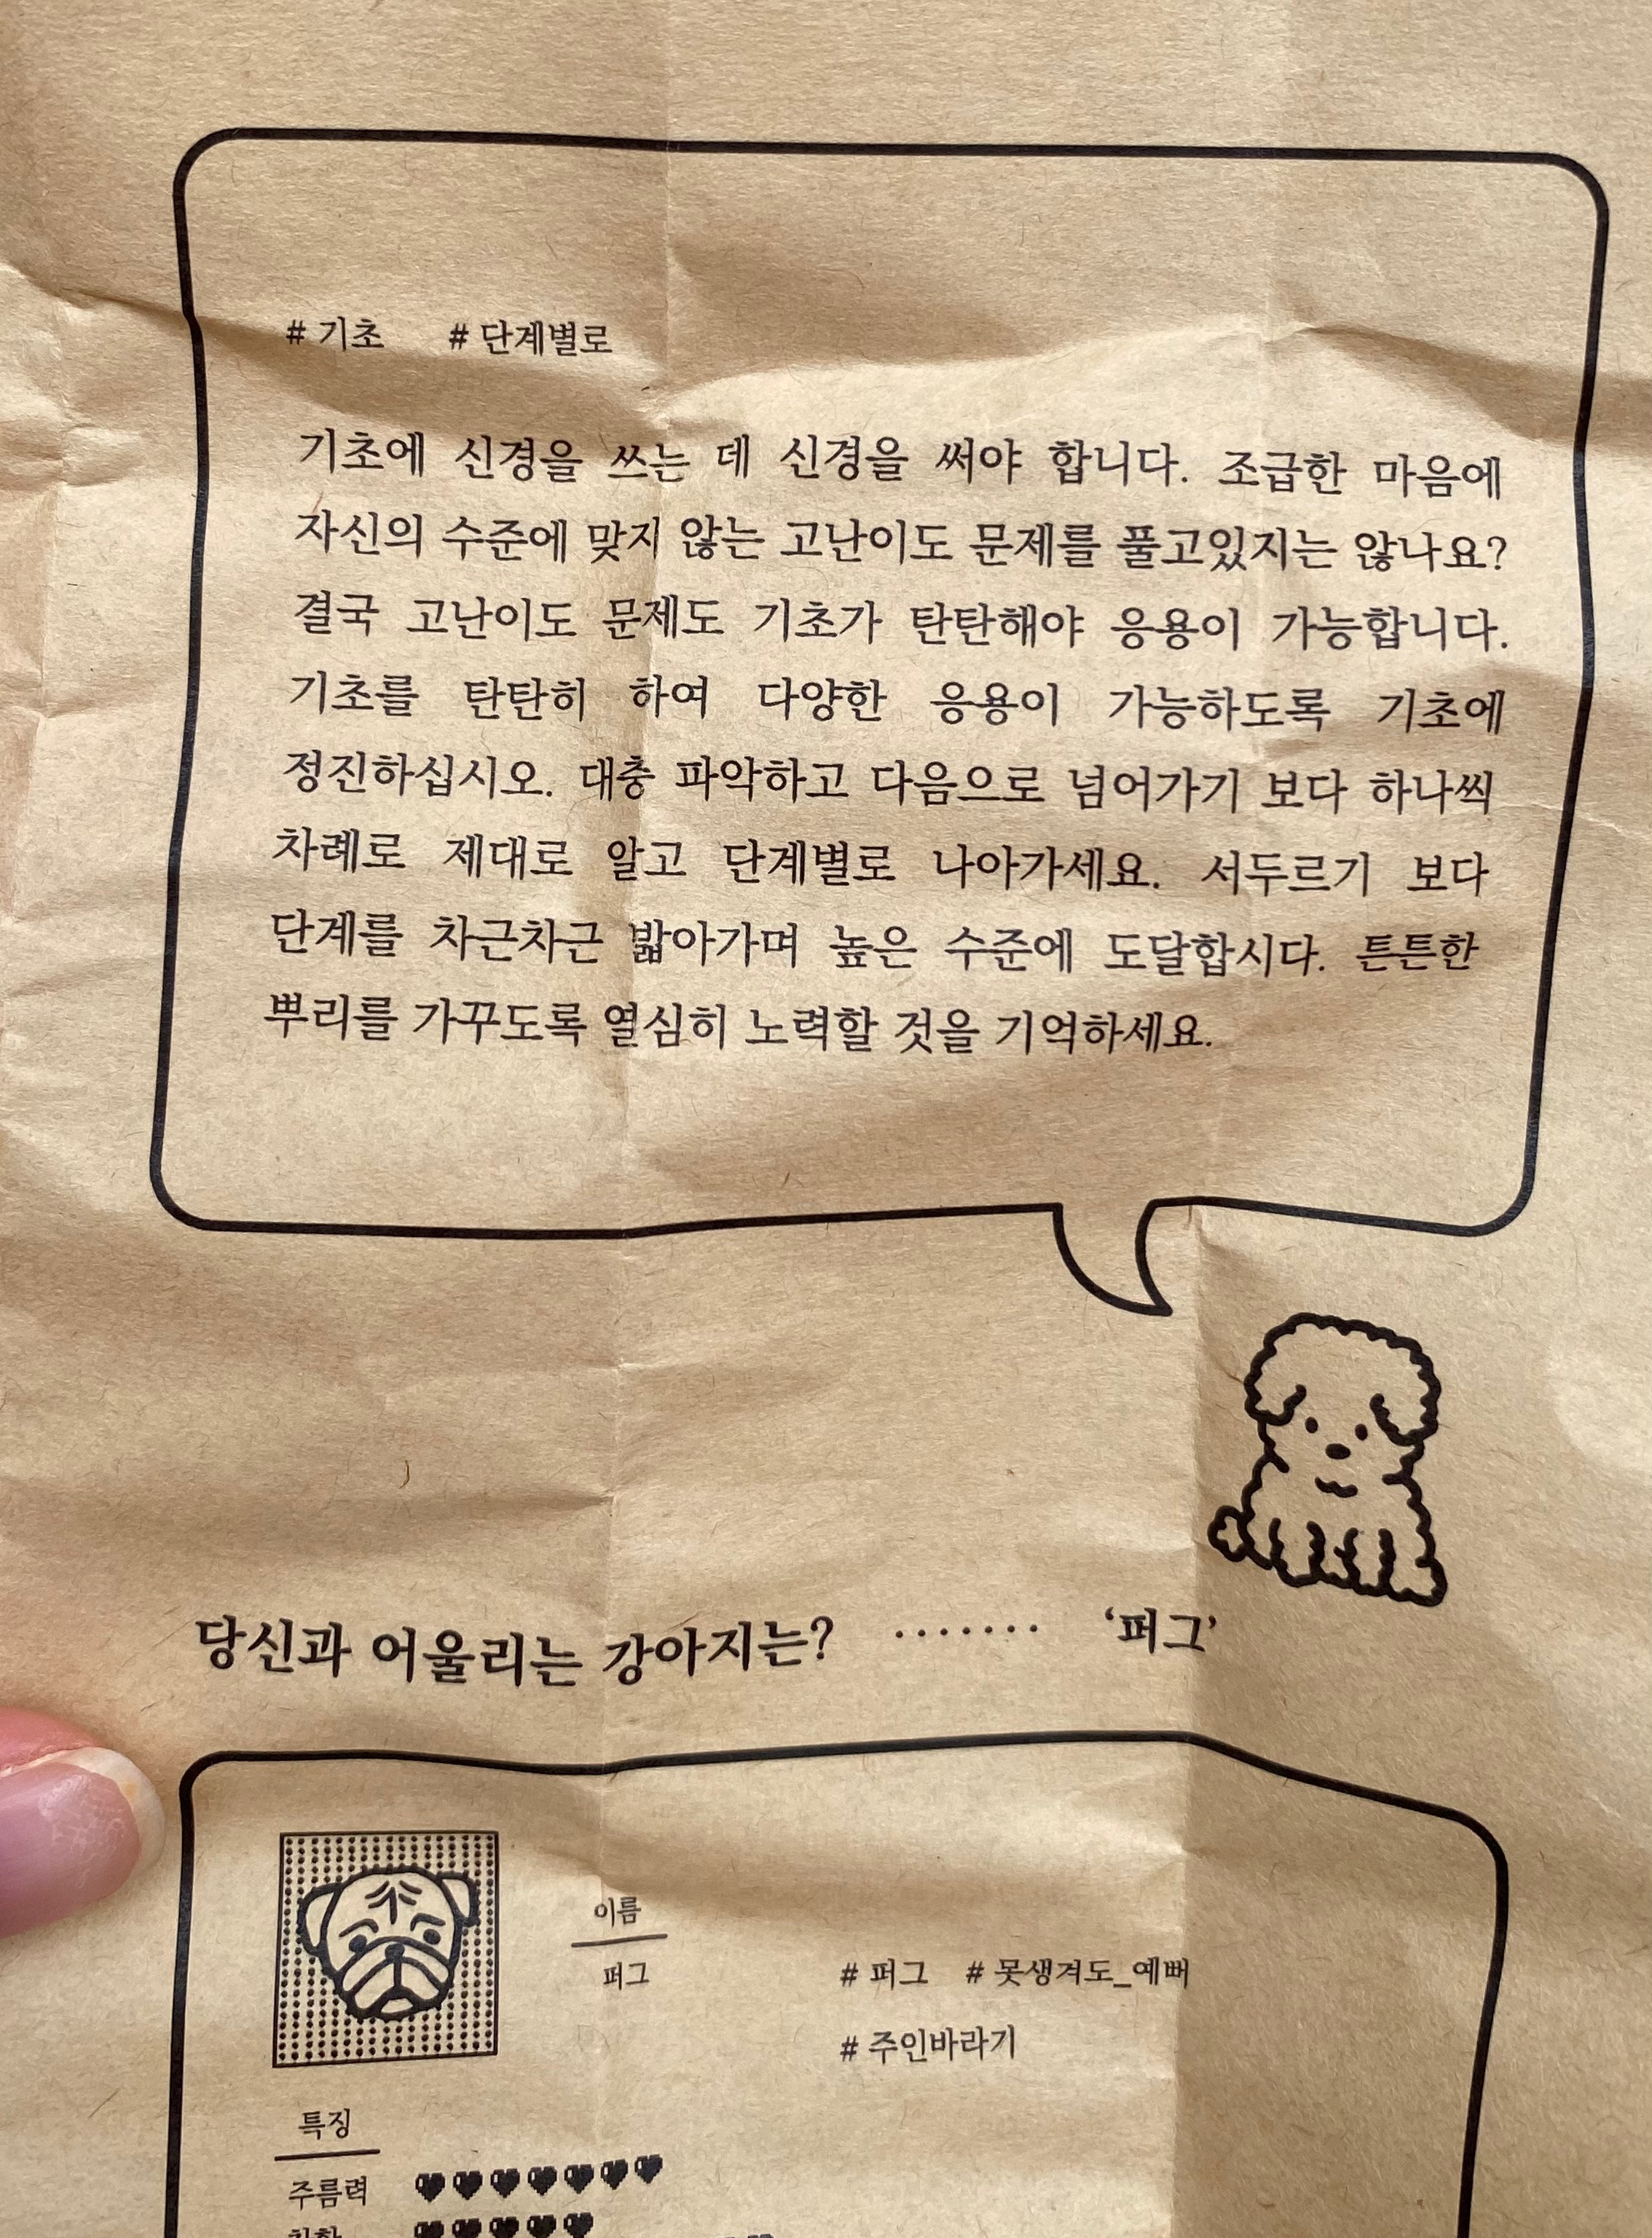 # 기초 # 단계별로
기초에 신경을 쓰는 데 신경을 써야 합니다. 조급한 마음에
자신의 수준에 맞지 않는 고난이도 문제를 풀고있지는 않나요?
결국 고난이도 문제도 기초가 탄탄해야 응용이 가능합니다.
기초를 탄탄히 하여 다양한 응용이 가능하도록 기초에
정진하십시오. 대충 파악하고 다음으로 넘어가기 보다 하나씩
차례로 제대로 알고 단계별로 나아가세요. 서두르기 보다
단계를 차근차근 밟아가며 높은 수준에 도달합시다. 튼튼한
뿌리를 가꾸도록 열심히 노력할 것을 기억하세요.
당신과 어울리는 강아지는? ······· ‘퍼그’
이름
퍼그
# 퍼그 # 못생겨도_예뻐
# 주인바라기
특징
주름력